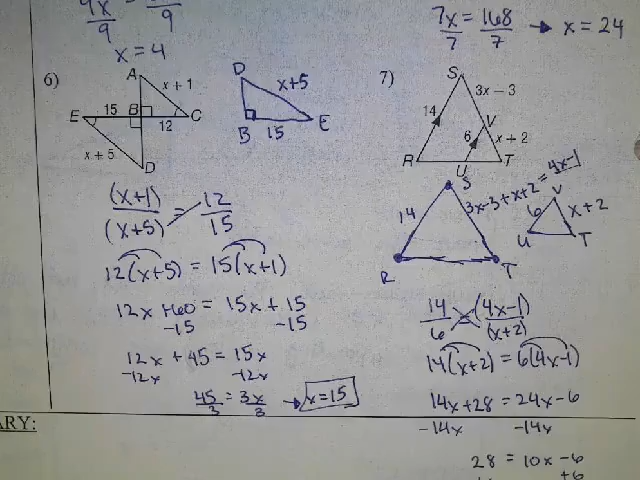 9x
9 9
x = 4
7x = 168
7 7 → x = 24
6)
A
x + 1
15 B
E C
12
x + 5
D
D
x+5
B 15 E
7)
S
3x − 3
14
V
6 x + 2
R U T
(x+1) = 12
(x+5) 15
12(x+5) = 15(x+1)
12x +60 = 15x + 15
-15 -15
12x + 45 = 15x
-12x -12x
45 = 3x
3 3 → x=15
S
3x-3+x+2 = 4x-1
14
R T
V
6 x+2
U T
14 = (4x-1)
6 (x+2)
14(x+2) = 6(4x-1)
14x+28 = 24x-6
-14x -14x
28 = 10x-6
+6
ARY: